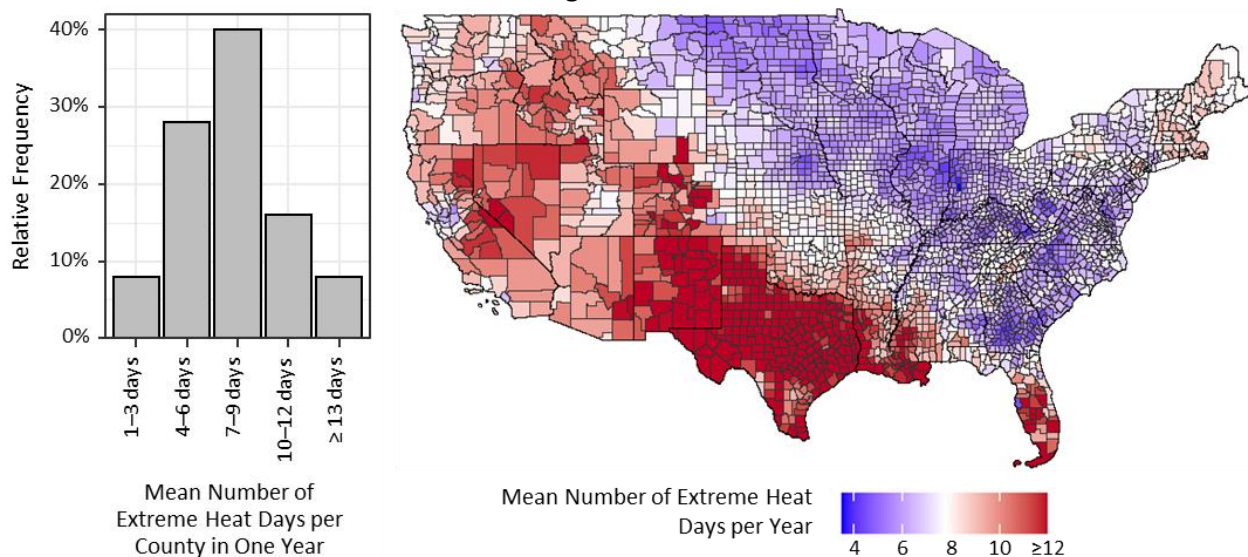 40%
30%
20%
10%
0%
Relative Frequency
1–3 days
4–6 days
7–9 days
10–12 days
≥ 13 days
Mean Number of
Extreme Heat Days per
County in One Year
Mean Number of Extreme Heat
Days per Year
4 6 8 10 ≥12